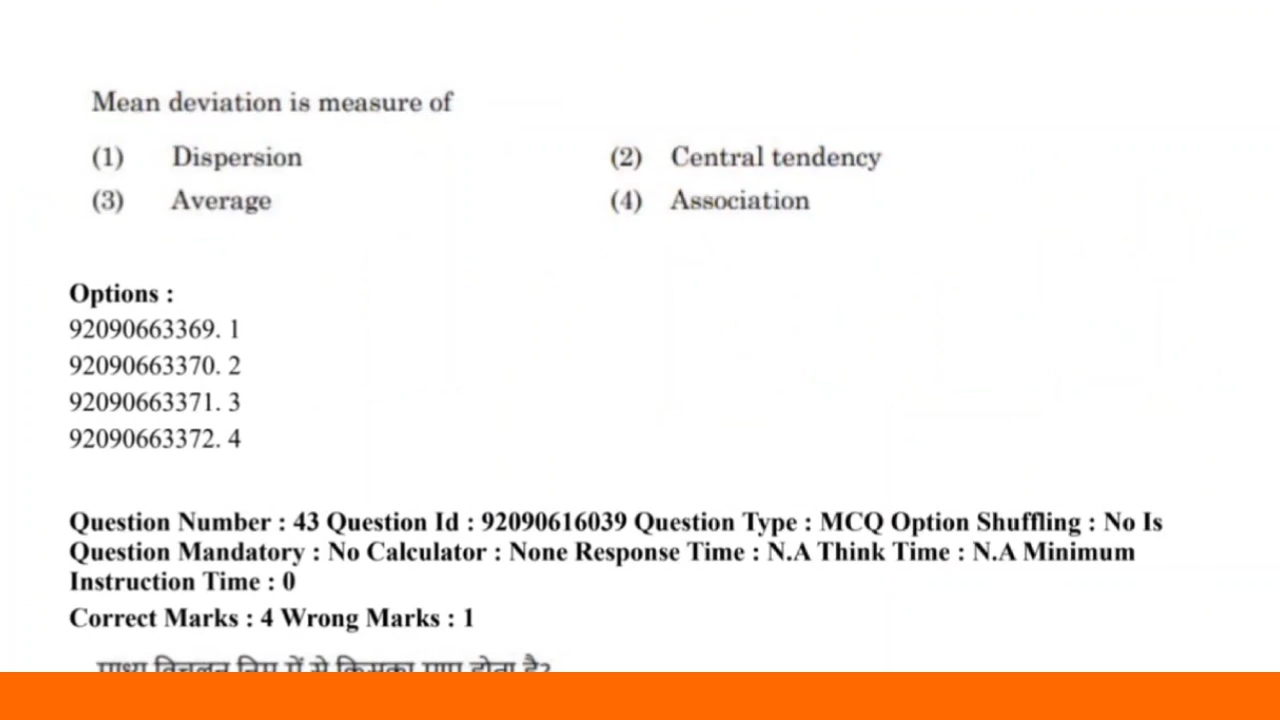 Mean deviation is measure of
(1) Dispersion (2) Central tendency
(3) Average (4) Association
Options :
92090663369. 1
92090663370. 2
92090663371. 3
92090663372. 4
Question Number : 43 Question Id : 92090616039 Question Type : MCQ Option Shuffling : No Is
Question Mandatory : No Calculator : None Response Time : N.A Think Time : N.A Minimum
Instruction Time : 0
Correct Marks : 4 Wrong Marks : 1
माध्य विचलन निम्न में से किसका माप होता है?